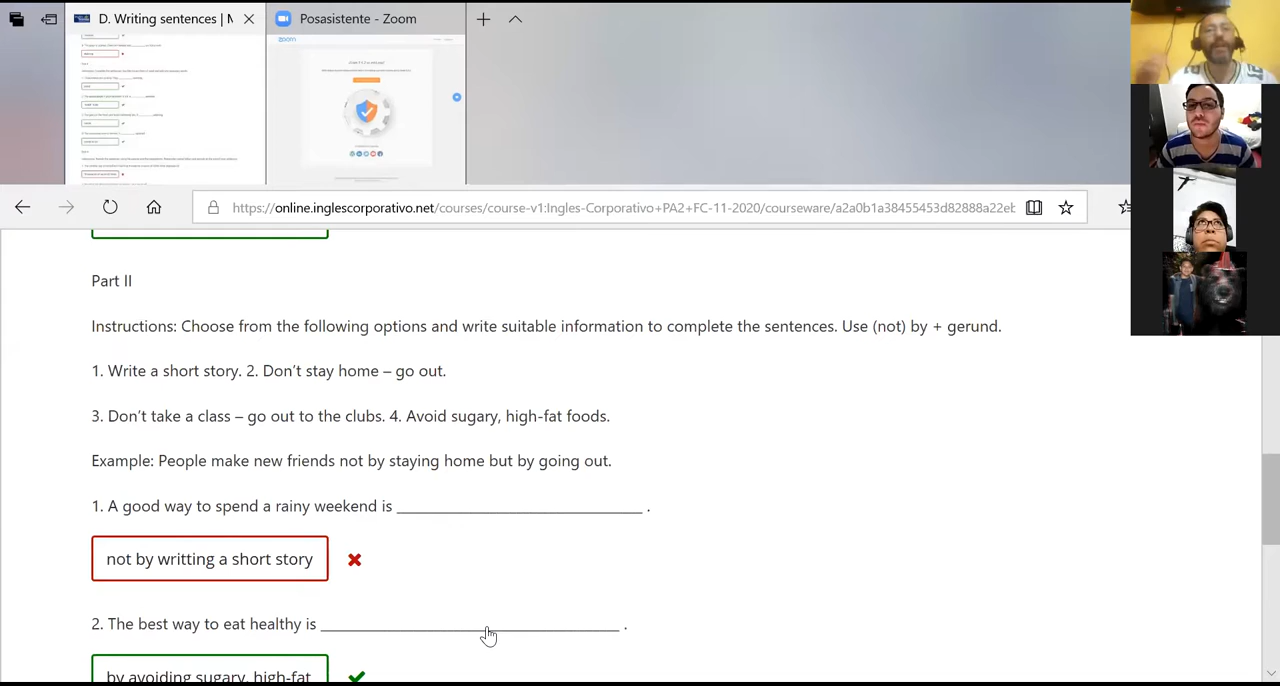 D. Writing sentences | M
Posasistente - Zoom
zoom
https://online.inglescorporativo.net/courses/course-v1:Ingles-Corporativo+PA2+FC-11-2020/courseware/a2a0b1a38455453d82888a22eb
Part II
Instructions: Choose from the following options and write suitable information to complete the sentences. Use (not) by + gerund.
1. Write a short story. 2. Don't stay home – go out.
3. Don't take a class – go out to the clubs. 4. Avoid sugary, high-fat foods.
Example: People make new friends not by staying home but by going out.
1. A good way to spend a rainy weekend is ______________________________ .
not by writting a short story
2. The best way to eat healthy is ____________________________________ .
by avoiding sugary, high-fat